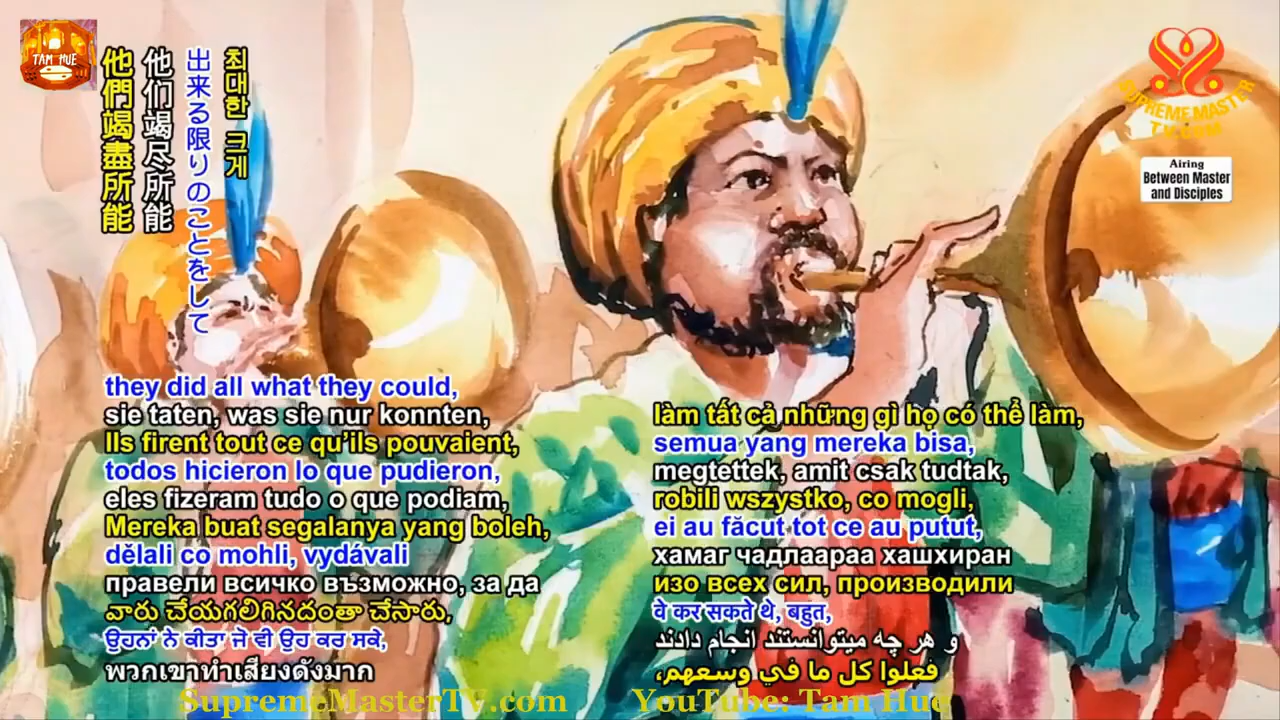 TAM HUE
他們竭盡所能
他们竭尽所能
出来る限りのことをして
최대한 크게
SUPREME MASTER
TV.COM
Airing
Between Master
and Disciples
they did all what they could,
sie taten, was sie nur konnten,
Ils firent tout ce qu’ils pouvaient,
todos hicieron lo que pudieron,
eles fizeram tudo o que podiam,
Mereka buat segalanya yang boleh,
dělali co mohli, vydávali
правели всичко възможно, за да
వారు చేయగలిగినదంతా చేసారు,
ਉਹਨਾਂ ਨੇ ਕੀਤਾ ਜੋ ਵੀ ਉਹ ਕਰ ਸਕੇ,
พวกเขาทำเสียงดังมาก
làm tất cả những gì họ có thể làm,
semua yang mereka bisa,
megtettek, amit csak tudtak,
robili wszystko, co mogli,
ei au făcut tot ce au putut,
хамаг чадлаараа хашхиран
изо всех сил, производили
वे कर सकते थे, बहुत,
و هر چه میتوانستند انجام دادند
فعلوا كل ما في وسعهم،
SupremeMasterTV.com
YouTube: Tam Hue